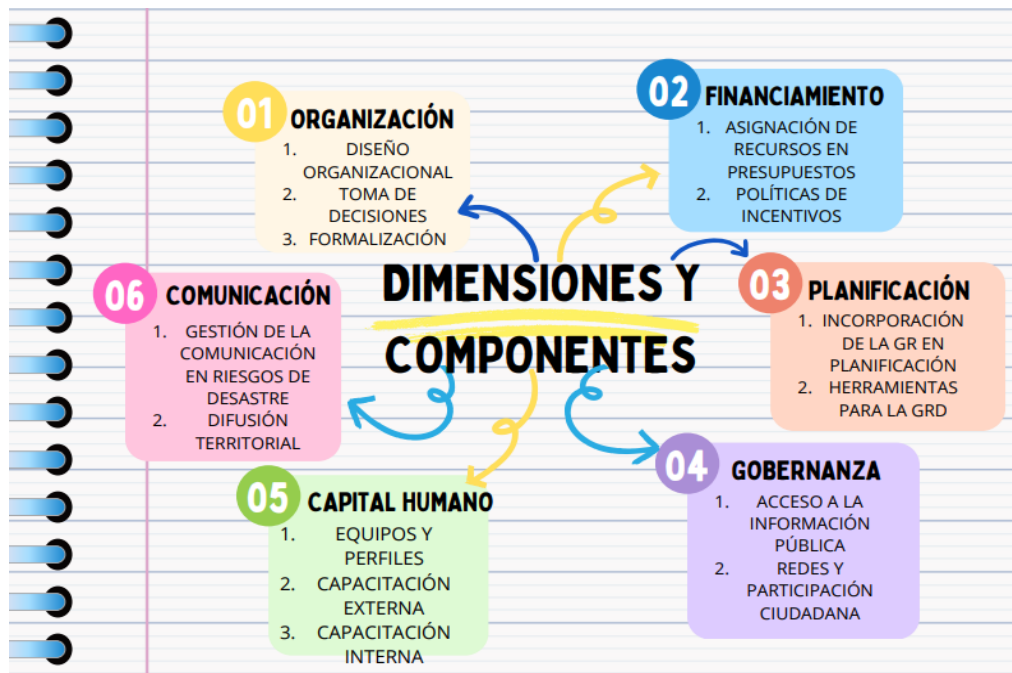 DIMENSIONES Y
COMPONENTES
01
ORGANIZACIÓN
1. DISEÑO
ORGANIZACIONAL
2. TOMA DE
DECISIONES
3. FORMALIZACIÓN
02
FINANCIAMIENTO
1. ASIGNACIÓN DE
RECURSOS EN
PRESUPUESTOS
2. POLÍTICAS DE
INCENTIVOS
03
PLANIFICACIÓN
1. INCORPORACIÓN
DE LA GR EN
PLANIFICACIÓN
2. HERRAMIENTAS
PARA LA GRD
04
GOBERNANZA
1. ACCESO A LA
INFORMACIÓN
PÚBLICA
2. REDES Y
PARTICIPACIÓN
CIUDADANA
05
CAPITAL HUMANO
1. EQUIPOS Y
PERFILES
2. CAPACITACIÓN
EXTERNA
3. CAPACITACIÓN
INTERNA
06
COMUNICACIÓN
1. GESTIÓN DE LA
COMUNICACIÓN
EN RIESGOS DE
DESASTRE
2. DIFUSIÓN
TERRITORIAL